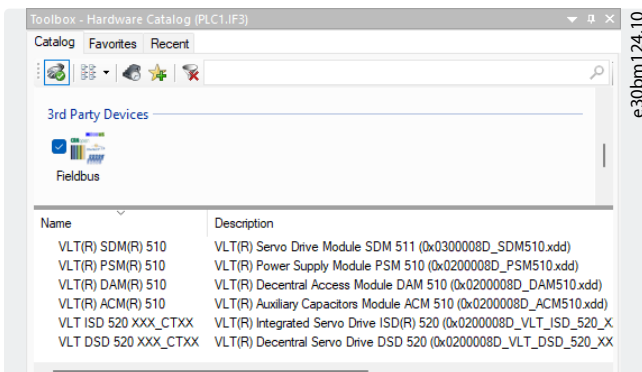 Toolbox - Hardware Catalog (PLC1.IF3)
Catalog Favorites Recent
3rd Party Devices
Fieldbus
Name Description
VLT(R) SDM(R) 510 VLT(R) Servo Drive Module SDM 511 (0x0300008D_SDM510.xdd)
VLT(R) PSM(R) 510 VLT(R) Power Supply Module PSM 510 (0x0200008D_PSM510.xdd)
VLT(R) DAM(R) 510 VLT(R) Decentral Access Module DAM 510 (0x0200008D_DAM510.xdd)
VLT(R) ACM(R) 510 VLT(R) Auxiliary Capacitors Module ACM 510 (0x0200008D_ACM510.xdd)
VLT ISD 520 XXX_CTXX VLT(R) Integrated Servo Drive ISD(R) 520 (0x0200008D_VLT_ISD_520_X
VLT DSD 520 XXX_CTXX VLT(R) Decentral Servo Drive DSD 520 (0x0200008D_VLT_DSD_520_XX
e30bm124.10